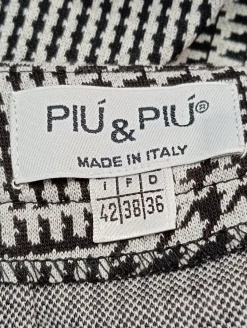 PIÚ & PIÚ®
MADE IN ITALY
I F D
42 38 36